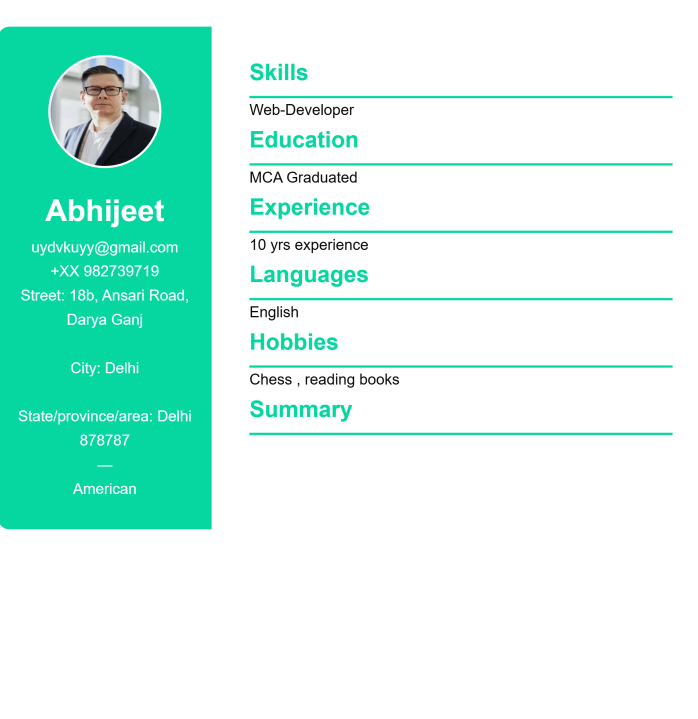 Abhijeet
uydvkuyy@gmail.com
+XX 982739719
Street: 18b, Ansari Road,
Darya Ganj
City: Delhi
State/province/area: Delhi
878787
—
American
Skills
Web-Developer
Education
MCA Graduated
Experience
10 yrs experience
Languages
English
Hobbies
Chess , reading books
Summary